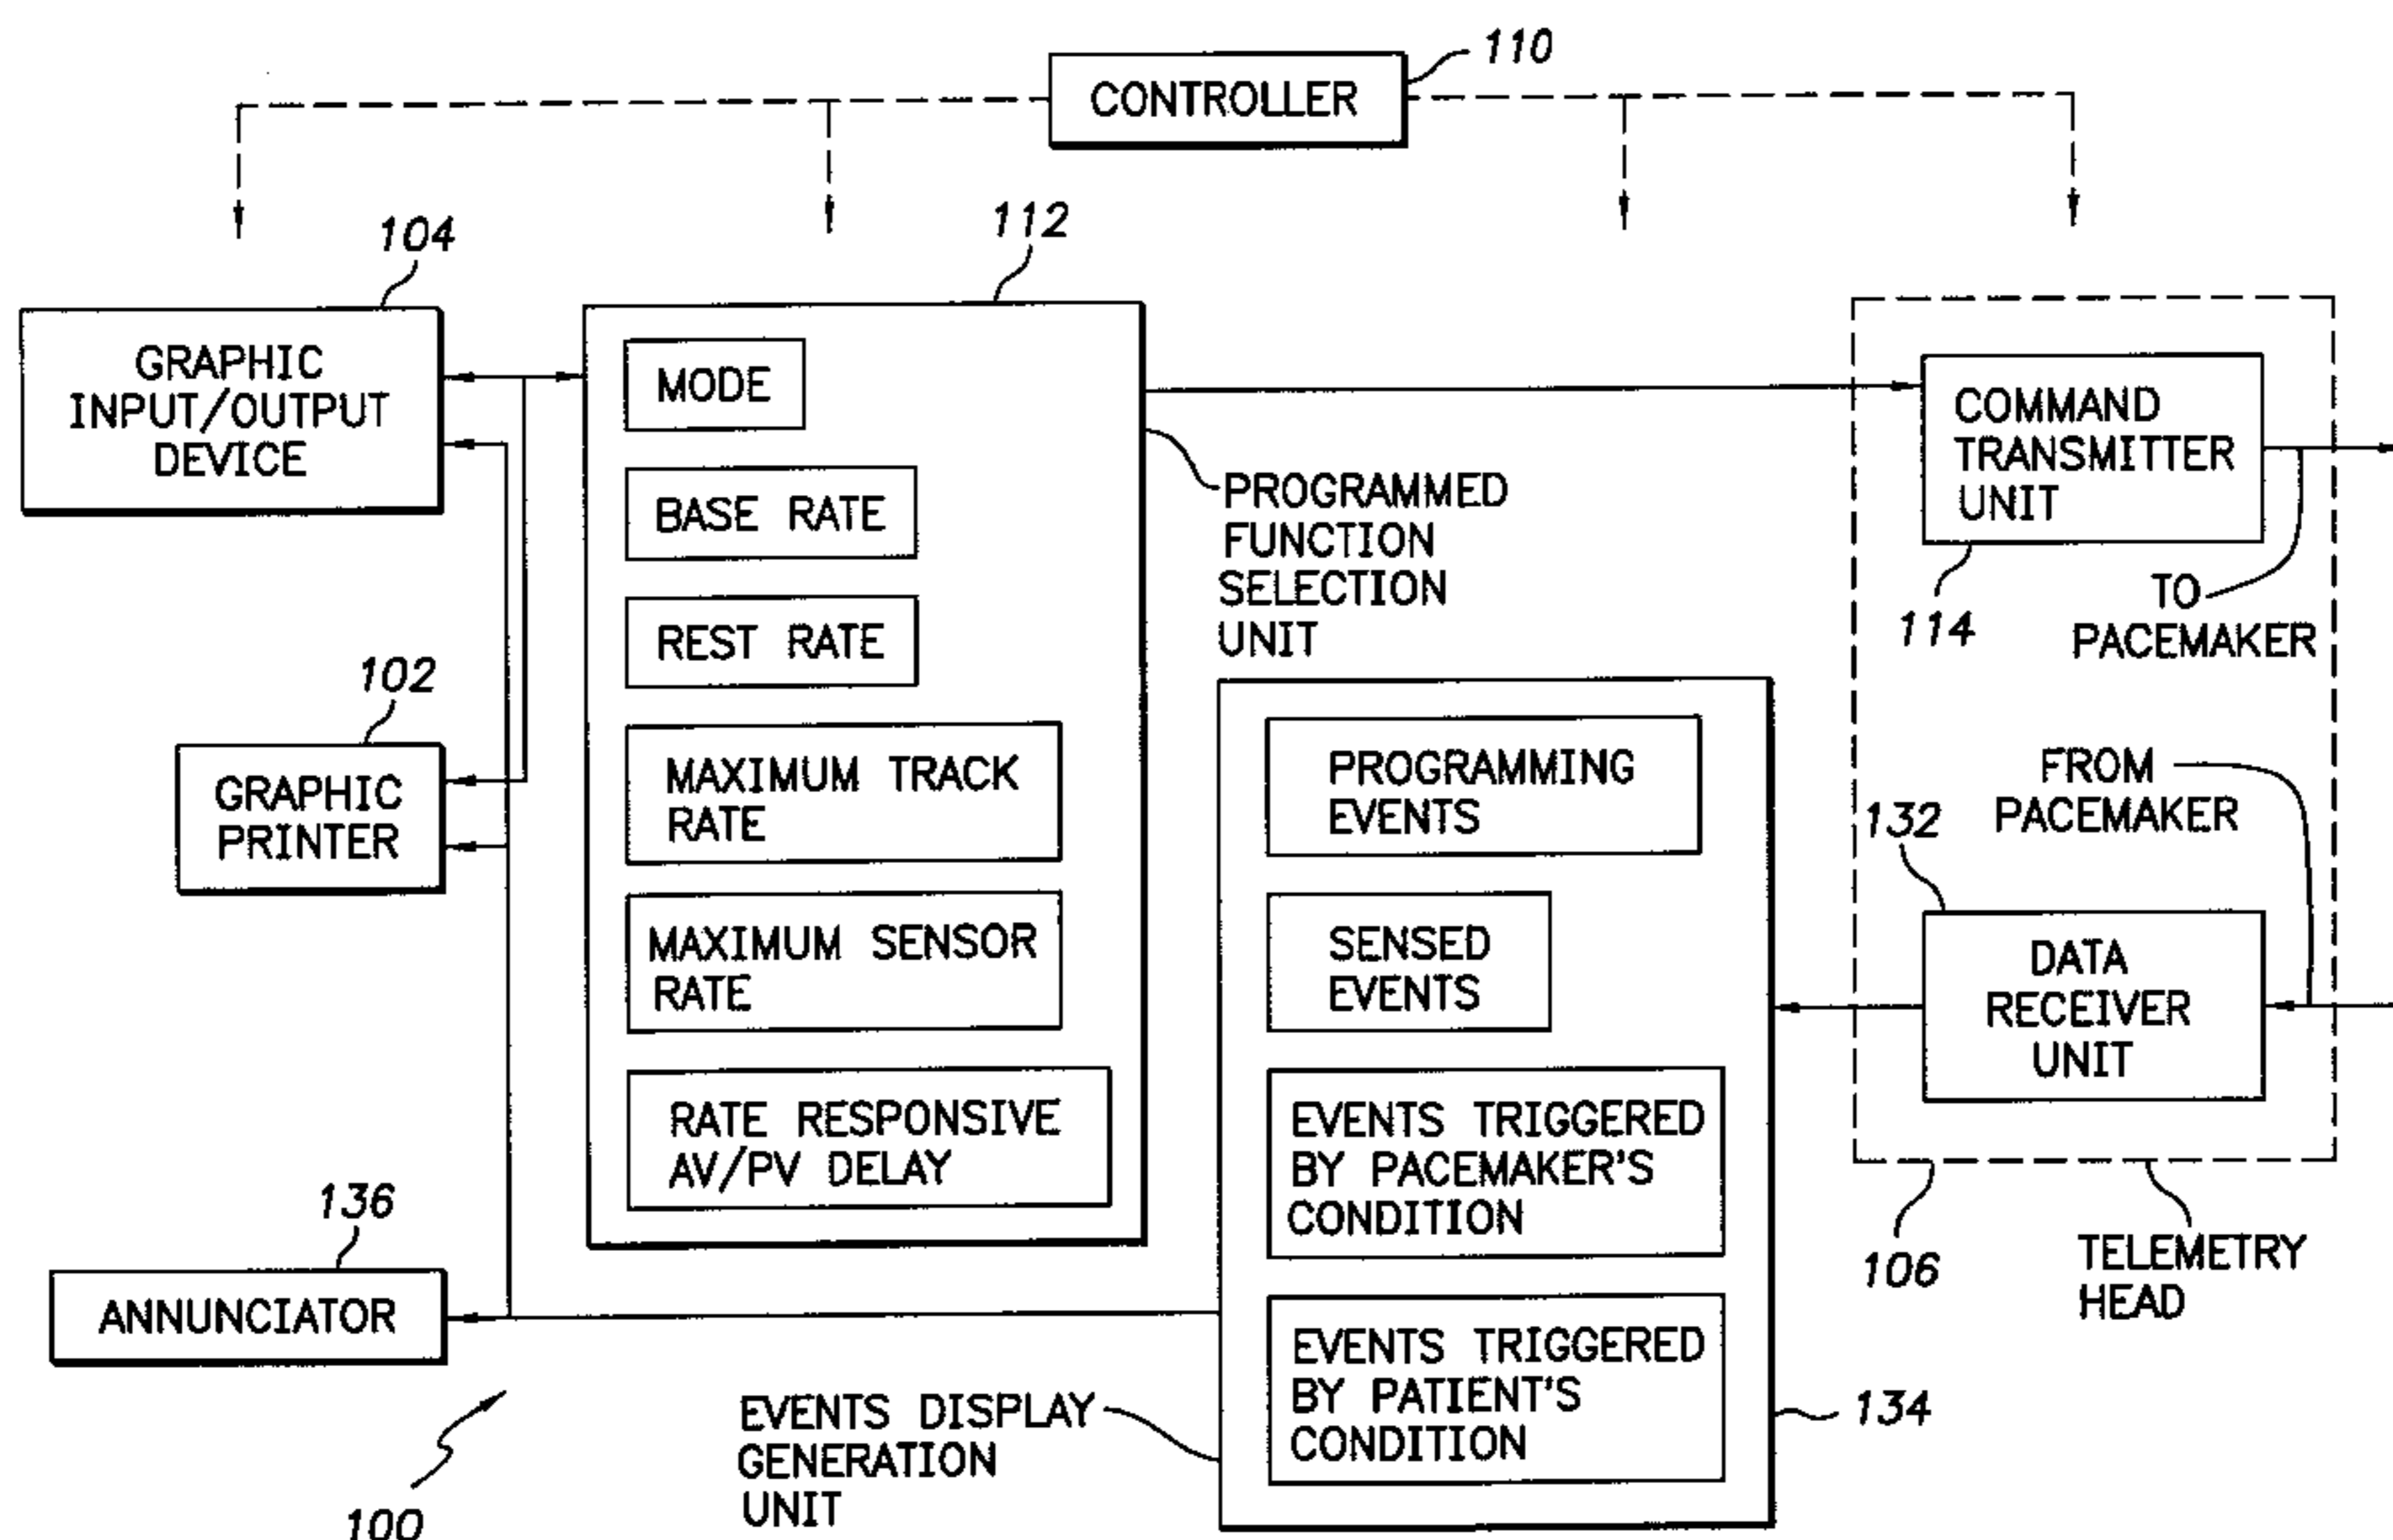 110
CONTROLLER
104
112
GRAPHIC
INPUT/OUTPUT
DEVICE
MODE
BASE RATE
REST RATE
MAXIMUM TRACK
RATE
MAXIMUM SENSOR
RATE
RATE RESPONSIVE
AV/PV DELAY
PROGRAMMED
FUNCTION
SELECTION
UNIT
COMMAND
TRANSMITTER
UNIT
114
TO
PACEMAKER
102
GRAPHIC
PRINTER
PROGRAMMING
EVENTS
SENSED
EVENTS
EVENTS TRIGGERED
BY PACEMAKER'S
CONDITION
EVENTS TRIGGERED
BY PATIENT'S
CONDITION
FROM
PACEMAKER
132
DATA
RECEIVER
UNIT
106
TELEMETRY
HEAD
136
ANNUNCIATOR
134
EVENTS DISPLAY
GENERATION
UNIT
100